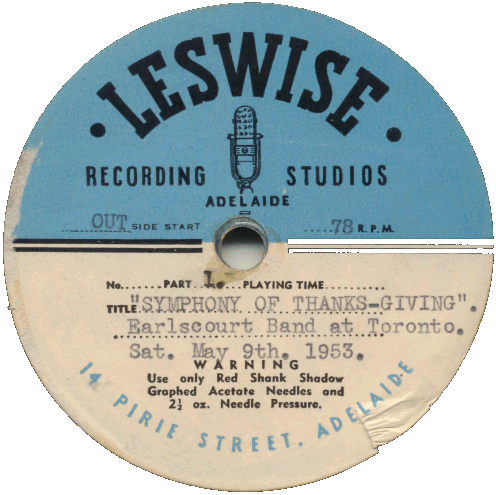 LESWISE
RECORDING STUDIOS
ADELAIDE
OUT SIDE START 78 R.P.M.
No. PART 1 PLAYING TIME
TITLE "SYMPHONY OF THANKS-GIVING".
Earlscourt Band at Toronto.
Sat. May 9th. 1953.
WARNING
Use only Red Shank Shadow
Graphed Acetate Needles and
2½ oz. Needle Pressure.
14 PIRIE STREET. ADELAIDE